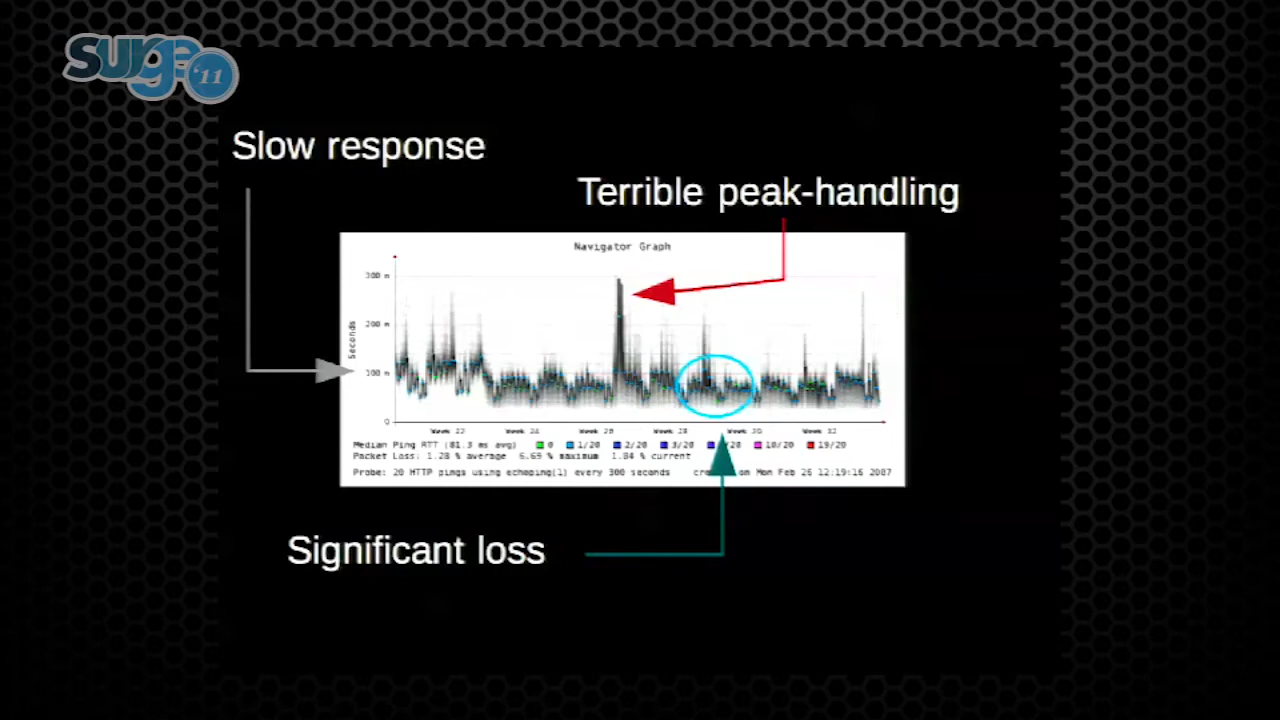 surge '11
Slow response
Terrible peak-handling
Navigator Graph
Seconds
300 m
200 m
100 m
0
Week 22 Week 24 Week 26 Week 28 Week 30 Week 32
Median Ping RTT (81.3 ms avg) 0 1/20 2/20 3/20 /20 10/20 19/20
Packet Loss: 1.28 % average 6.69 % maximum 1.84 % current
Probe: 20 HTTP pings using echoping(1) every 300 seconds on Mon Feb 26 12:19:16 2007
Significant loss